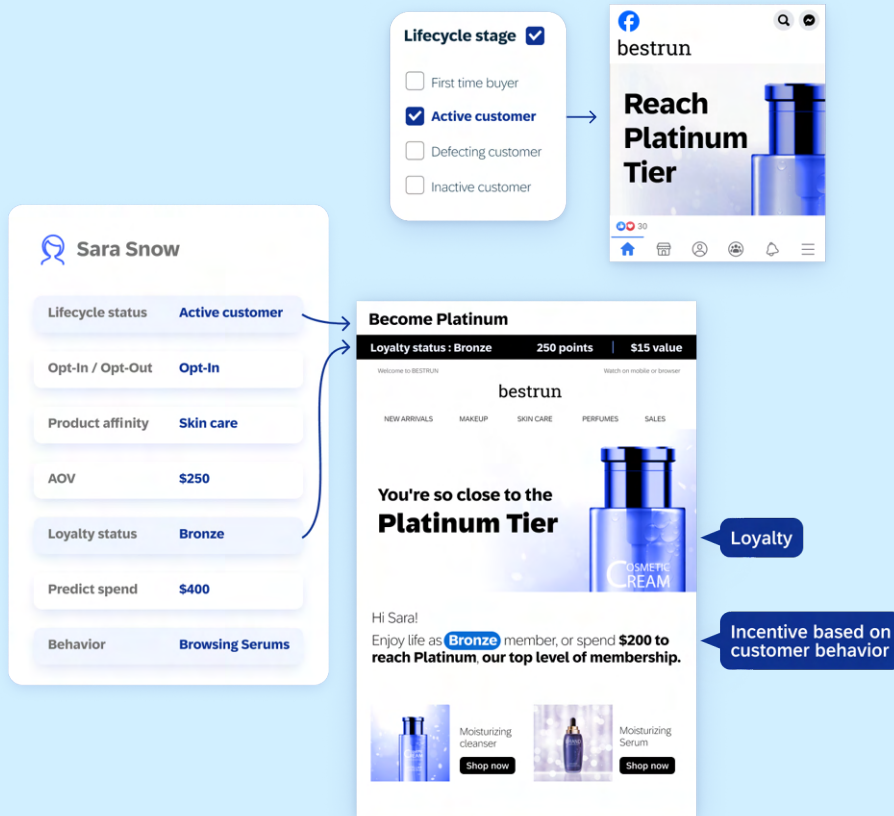 Lifecycle stage
First time buyer
Active customer
Defecting customer
Inactive customer
bestrun
Reach
Platinum
Tier
30
Sara Snow
Lifecycle status Active customer
Opt-In / Opt-Out Opt-In
Product affinity Skin care
AOV $250
Loyalty status Bronze
Predict spend $400
Behavior Browsing Serums
Become Platinum
Loyalty status : Bronze 250 points $15 value
Welcome to BESTRUN Watch on mobile or browser
bestrun
NEW ARRIVALS MAKEUP SKIN CARE PERFUMES SALES
You're so close to the
Platinum Tier
COSMETIC
CREAM
Loyalty
Hi Sara!
Enjoy life as Bronze member, or spend $200 to
reach Platinum, our top level of membership.
Incentive based on
customer behavior
Moisturizing
cleanser
Shop now
Moisturizing
Serum
Shop now